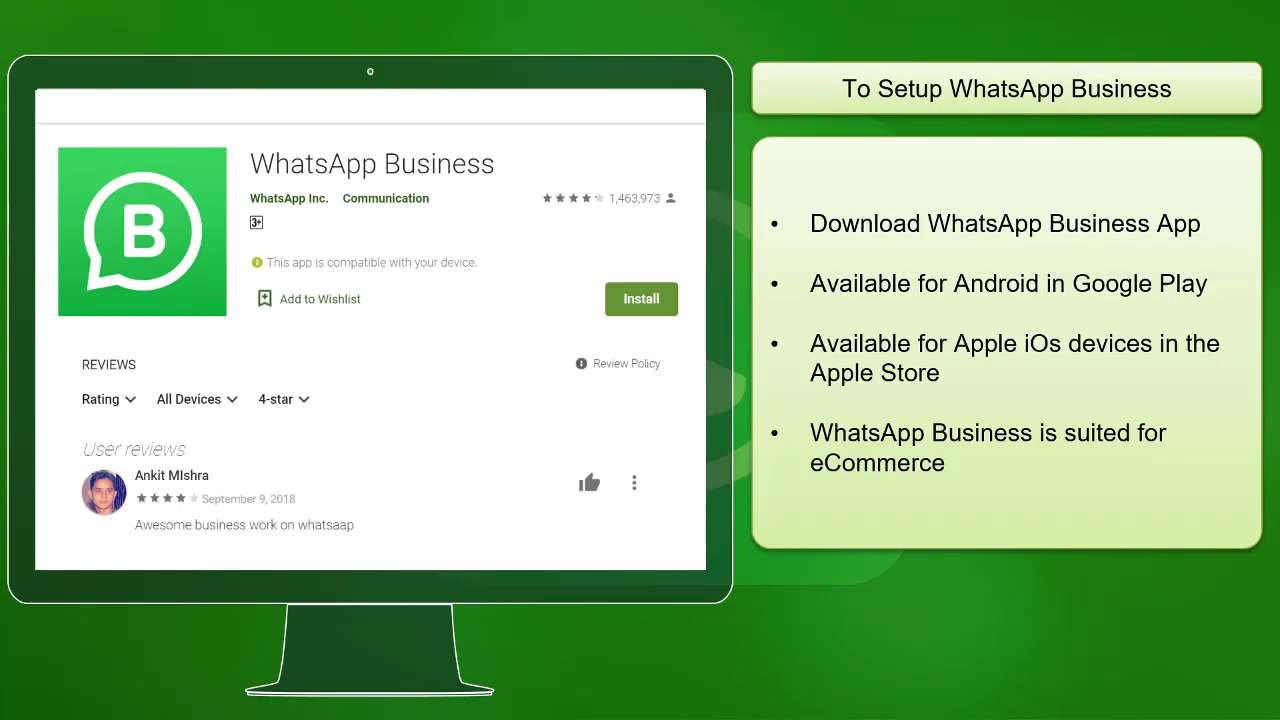 To Setup WhatsApp Business
WhatsApp Business
WhatsApp Inc. Communication
1,463,973
3+
This app is compatible with your device.
Add to Wishlist
Install
REVIEWS
Review Policy
Rating All Devices 4-star
User reviews
Ankit MIshra
September 9, 2018
Awesome business work on whatsaap
B
• Download WhatsApp Business App
• Available for Android in Google Play
• Available for Apple iOs devices in the
Apple Store
• WhatsApp Business is suited for
eCommerce